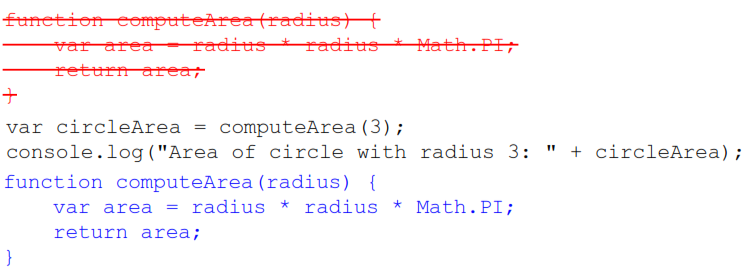 function computeArea(radius) {
    var area = radius * radius * Math.PI;
    return area;
}
var circleArea = computeArea(3);
console.log("Area of circle with radius 3: " + circleArea);
function computeArea(radius) {
    var area = radius * radius * Math.PI;
    return area;
}